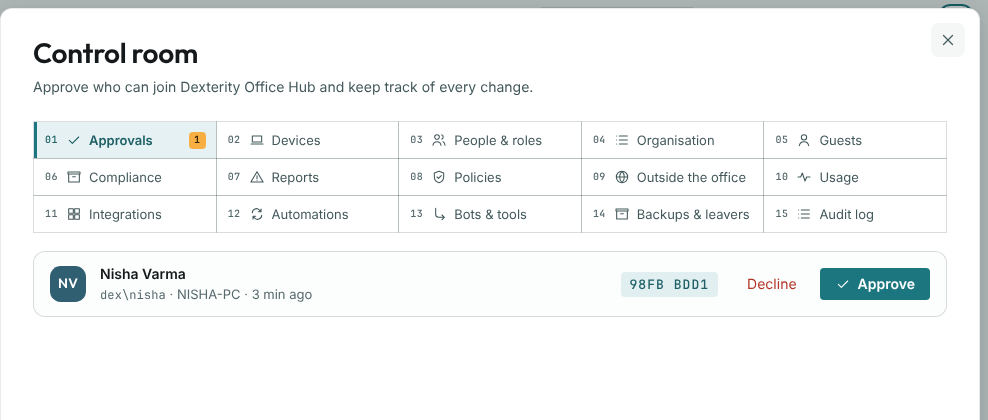 Control room
Approve who can join Dexterity Office Hub and keep track of every change.
01 Approvals 1 02 Devices 03 People & roles 04 Organisation 05 Guests
06 Compliance 07 Reports 08 Policies 09 Outside the office 10 Usage
11 Integrations 12 Automations 13 Bots & tools 14 Backups & leavers 15 Audit log
NV Nisha Varma
dex\nisha · NISHA-PC · 3 min ago
98FB BDD1 Decline Approve